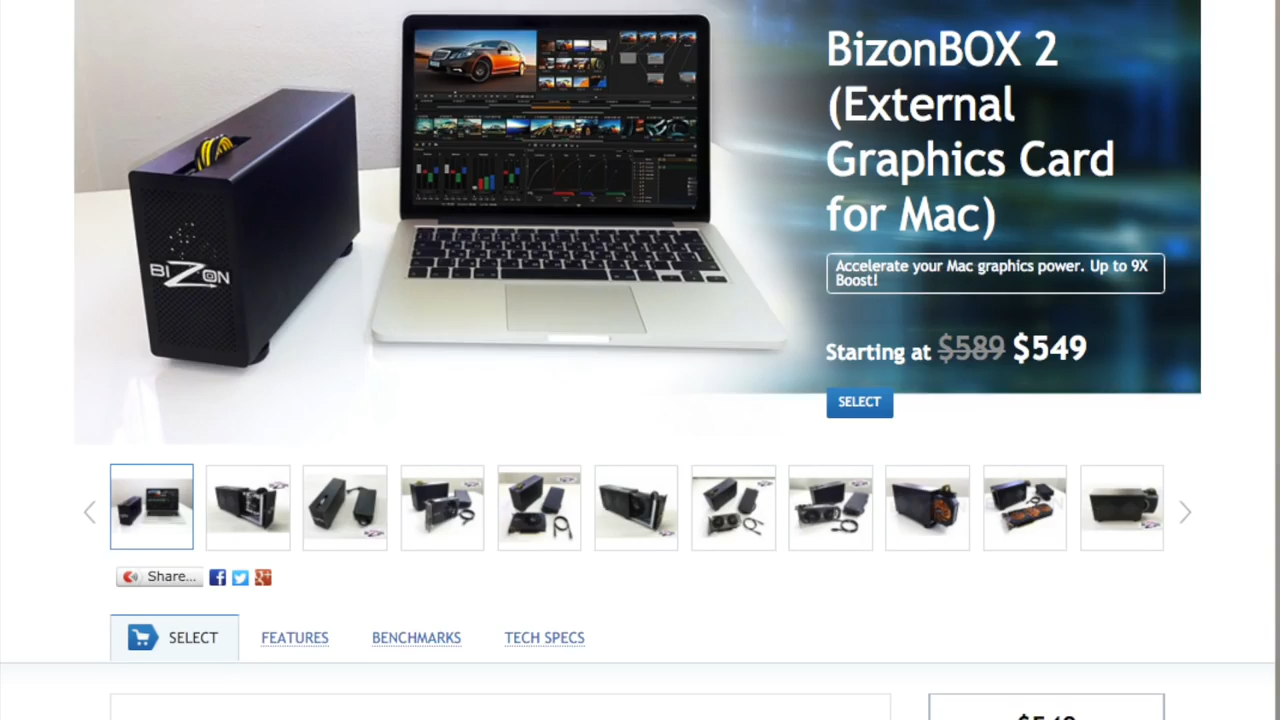 BizonBOX 2
(External
Graphics Card
for Mac)
Accelerate your Mac graphics power. Up to 9X
Boost!
Starting at $589 $549
SELECT
BIZON
Share...
SELECT
FEATURES
BENCHMARKS
TECH SPECS